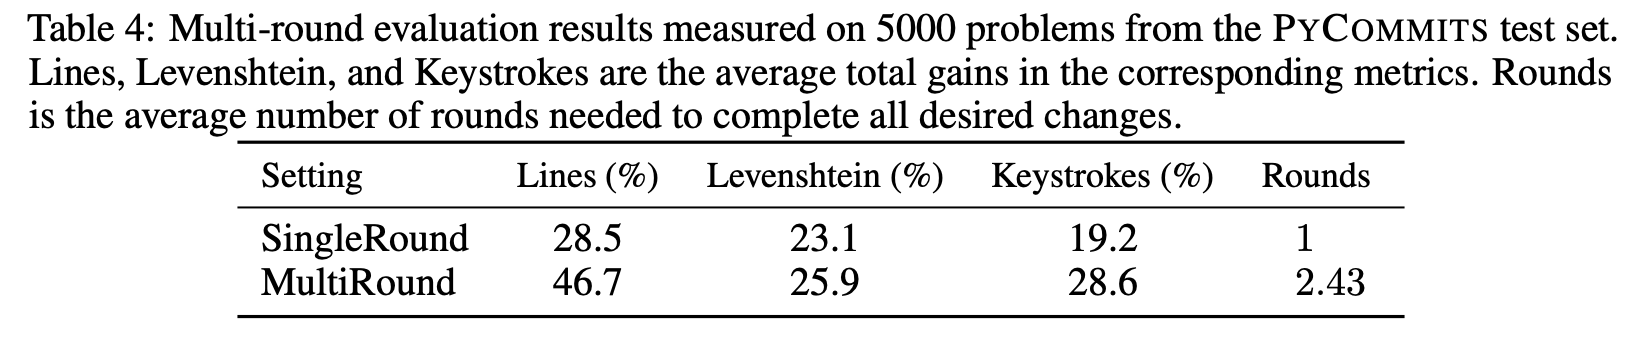 Table 4: Multi-round evaluation results measured on 5000 problems from the PYCOMMITS test set.
Lines, Levenshtein, and Keystrokes are the average total gains in the corresponding metrics. Rounds
is the average number of rounds needed to complete all desired changes.
Setting Lines (%) Levenshtein (%) Keystrokes (%) Rounds
SingleRound 28.5 23.1 19.2 1
MultiRound 46.7 25.9 28.6 2.43